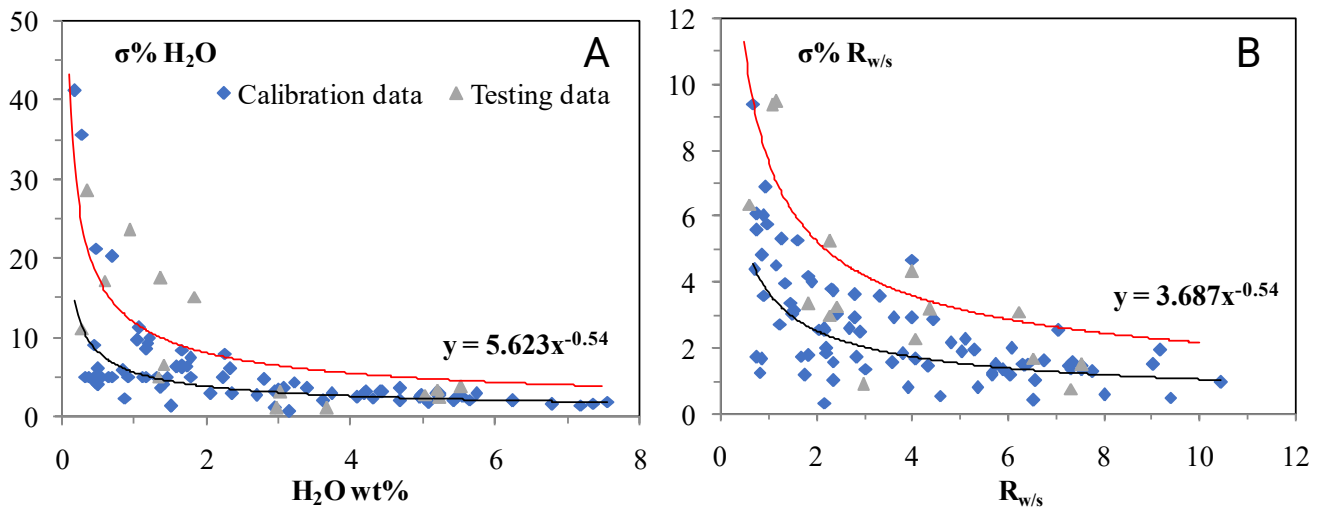 50
40
30
20
10
0
σ% H₂O
A
Calibration data
Testing data
y = 5.623x⁻⁰·⁵⁴
0 2 4 6 8
H₂O wt%
12
10
8
6
4
2
0
σ% R_w/s
B
y = 3.687x⁻⁰·⁵⁴
0 2 4 6 8 10 12
R_w/s